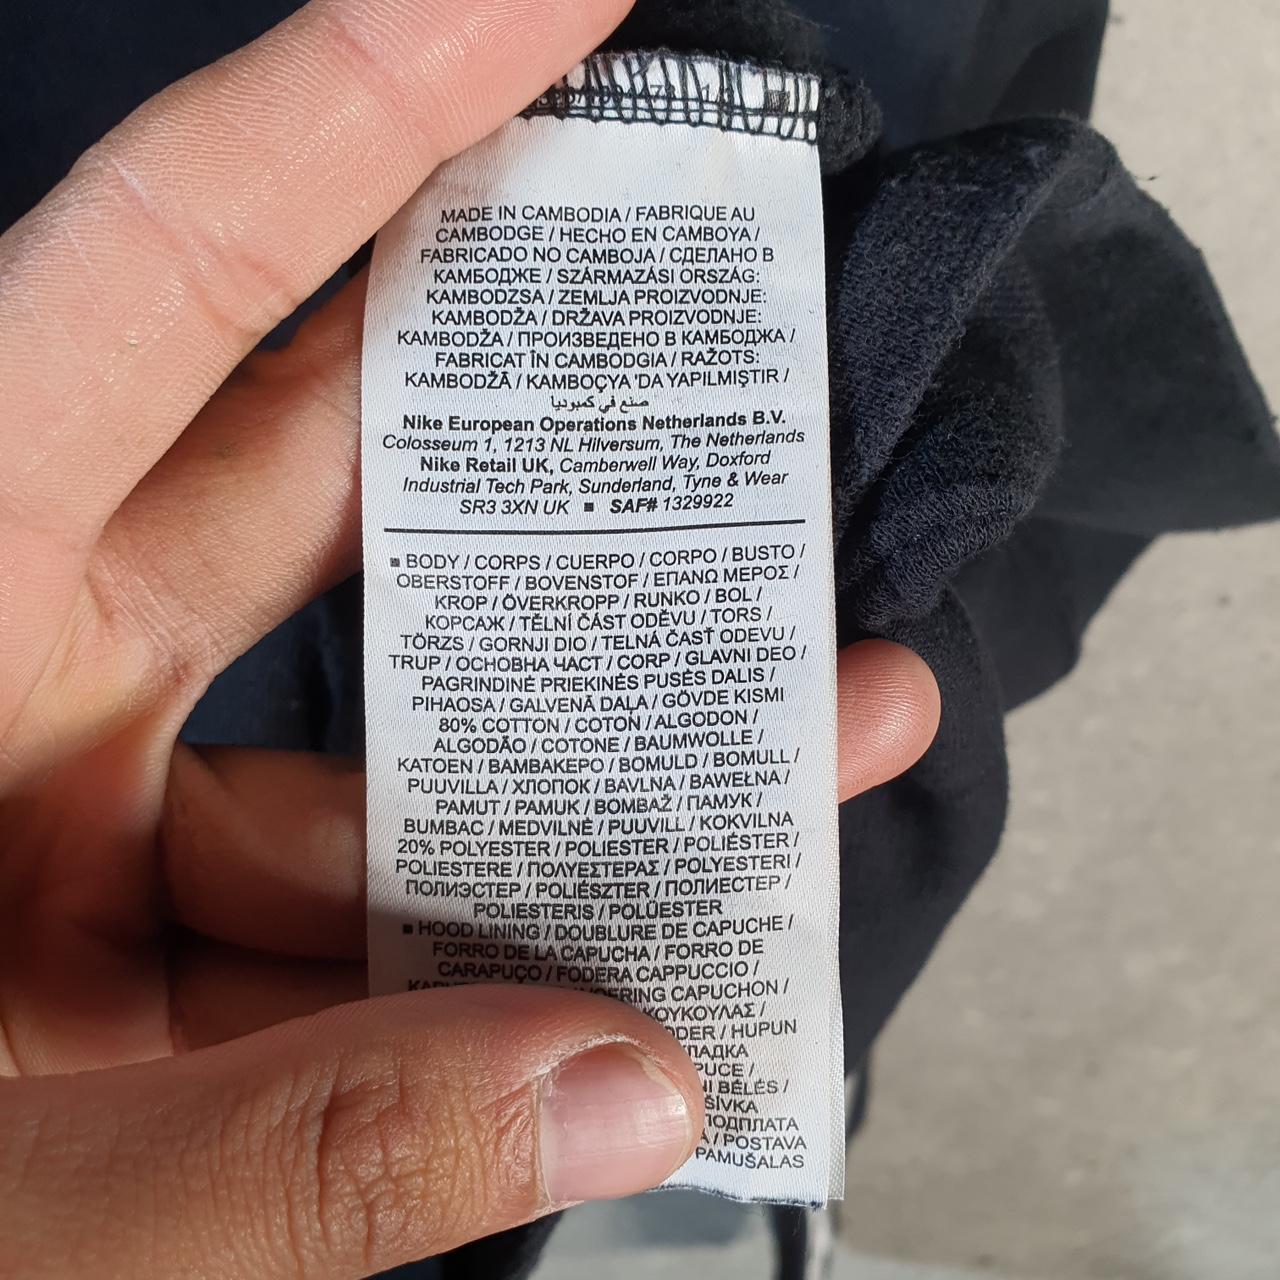 MADE IN CAMBODIA / FABRIQUE AU
CAMBODGE / HECHO EN CAMBOYA /
FABRICADO NO CAMBOJA / СДЕЛАНО В
КАМБОДЖЕ / SZÁRMAZÁSI ORSZÁG:
KAMBODZSA / ZEMLJA PROIZVODNJE:
KAMBODŽA / DRŽAVA PROIZVODNJE:
KAMBODŽA / ПРОИЗВЕДЕНО В КАМБОДЖА /
FABRICAT ÎN CAMBODGIA / RAŽOTS:
KAMBODŽĀ / KAMBOÇYA 'DA YAPILMIŞTIR /
صنع في كمبوديا
Nike European Operations Netherlands B.V.
Colosseum 1, 1213 NL Hilversum, The Netherlands
Nike Retail UK, Camberwell Way, Doxford
Industrial Tech Park, Sunderland, Tyne & Wear
SR3 3XN UK ■ SAF# 1329922
■ BODY / CORPS / CUERPO / CORPO / BUSTO /
OBERSTOFF / BOVENSTOF / ΕΠΑΝΩ ΜΕΡΟΣ /
KROP / ÖVERKROPP / RUNKO / BOL /
КОРСАЖ / TĚLNÍ ČÁST ODĚVU / TORS /
TÖRZS / GORNJI DIO / TELNÁ ČASŤ ODEVU /
TRUP / ОСНОВНА ЧАСТ / CORP / GLAVNI DEO /
PAGRINDINĖ PRIEKINĖS PUSĖS DALIS /
PIHAOSA / GALVENĀ DAĻA / GÖVDE KISMI
80% COTTON / COTON / ALGODON /
ALGODÃO / COTONE / BAUMWOLLE /
KATOEN / ΒΑΜΒΑΚΕΡΟ / BOMULD / BOMULL /
PUUVILLA / ХЛОПОК / BAVLNA / BAWEŁNA /
PAMUT / PAMUK / BOMBAŽ / ПАМУК /
BUMBAC / MEDVILNĖ / PUUVILL / KOKVILNA
20% POLYESTER / POLIESTER / POLIÉSTER /
POLIESTERE / ΠΟΛΥΕΣΤΕΡΑΣ / POLYESTERI /
ПОЛИЭСТЕР / POLIÉSZTER / ПОЛИЕСТЕР /
POLIESTERIS / POLÜESTER
■ HOOD LINING / DOUBLURE DE CAPUCHE /
FORRO DE LA CAPUCHA / FORRO DE
CARAPUÇO / FODERA CAPPUCCIO /
CAPUCHON /
ΚΟΥΚΟΥΛΑΣ /
/ HUPUN
BÉLÉS /
/ POSTAVA
PAMUŠALAS